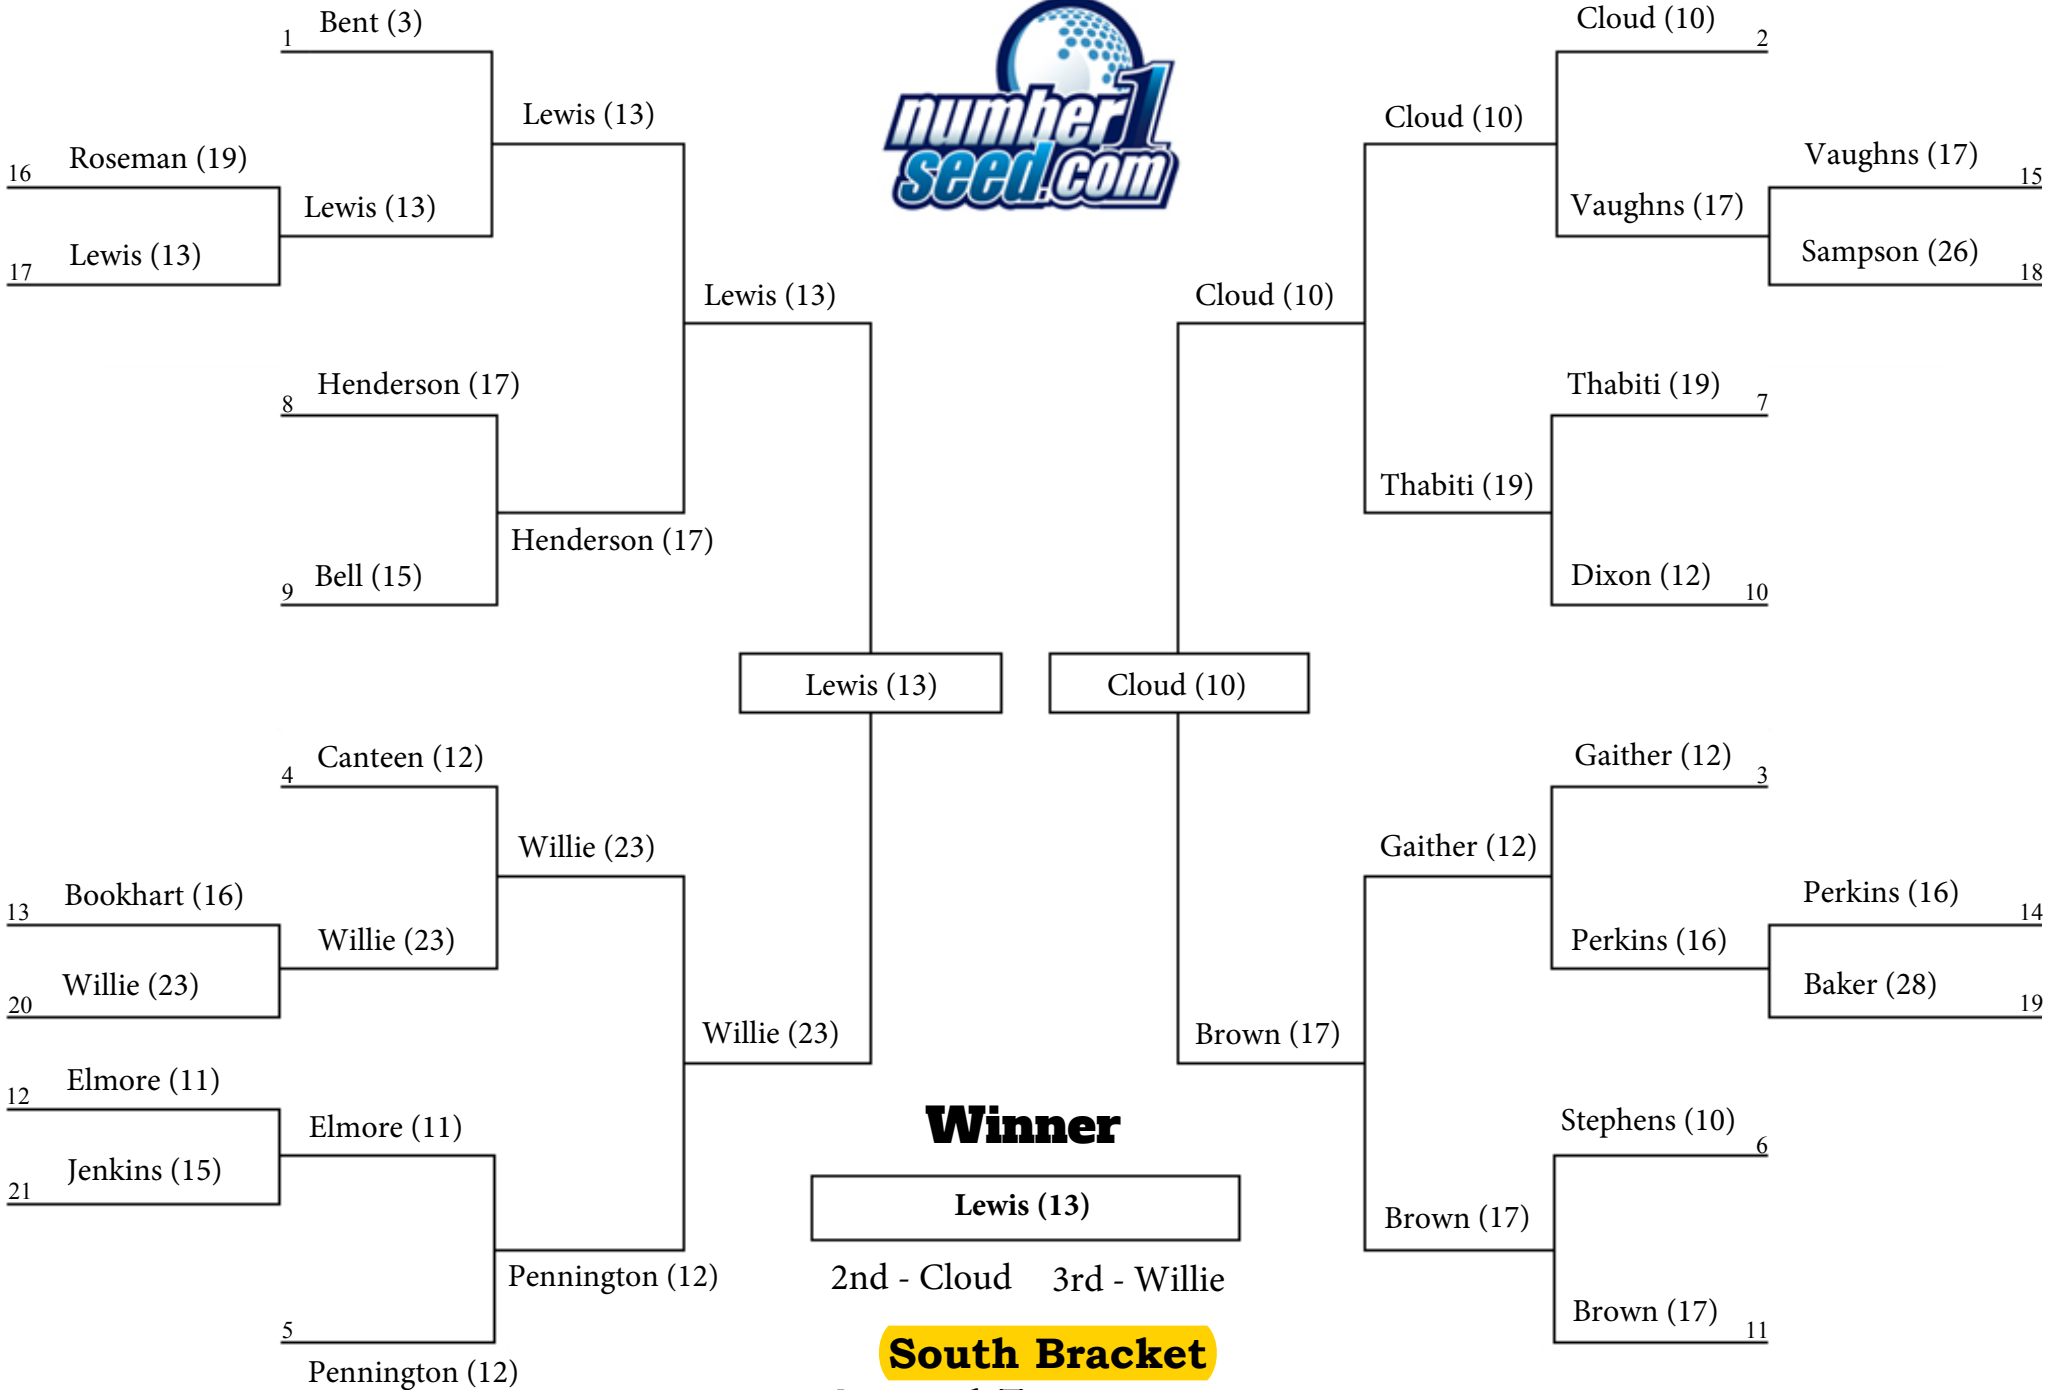 Bent (3)
1
Lewis (13)
Roseman (19)
16
Lewis (13)
Lewis (13)
17
Lewis (13)
Henderson (17)
8
Henderson (17)
Bell (15)
9
Lewis (13)
Canteen (12)
4
Willie (23)
Bookhart (16)
13
Willie (23)
Willie (23)
20
Willie (23)
Elmore (11)
12
Elmore (11)
Jenkins (15)
21
Pennington (12)
5
Pennington (12)
number1
seed.com
Cloud (10)
2
Cloud (10)
Vaughns (17)
15
Vaughns (17)
Sampson (26)
18
Cloud (10)
Thabiti (19)
7
Thabiti (19)
Dixon (12)
10
Cloud (10)
Gaither (12)
3
Gaither (12)
Perkins (16)
14
Perkins (16)
Baker (28)
19
Brown (17)
Stephens (10)
6
Brown (17)
Brown (17)
11
Winner
Lewis (13)
2nd - Cloud 3rd - Willie
South Bracket